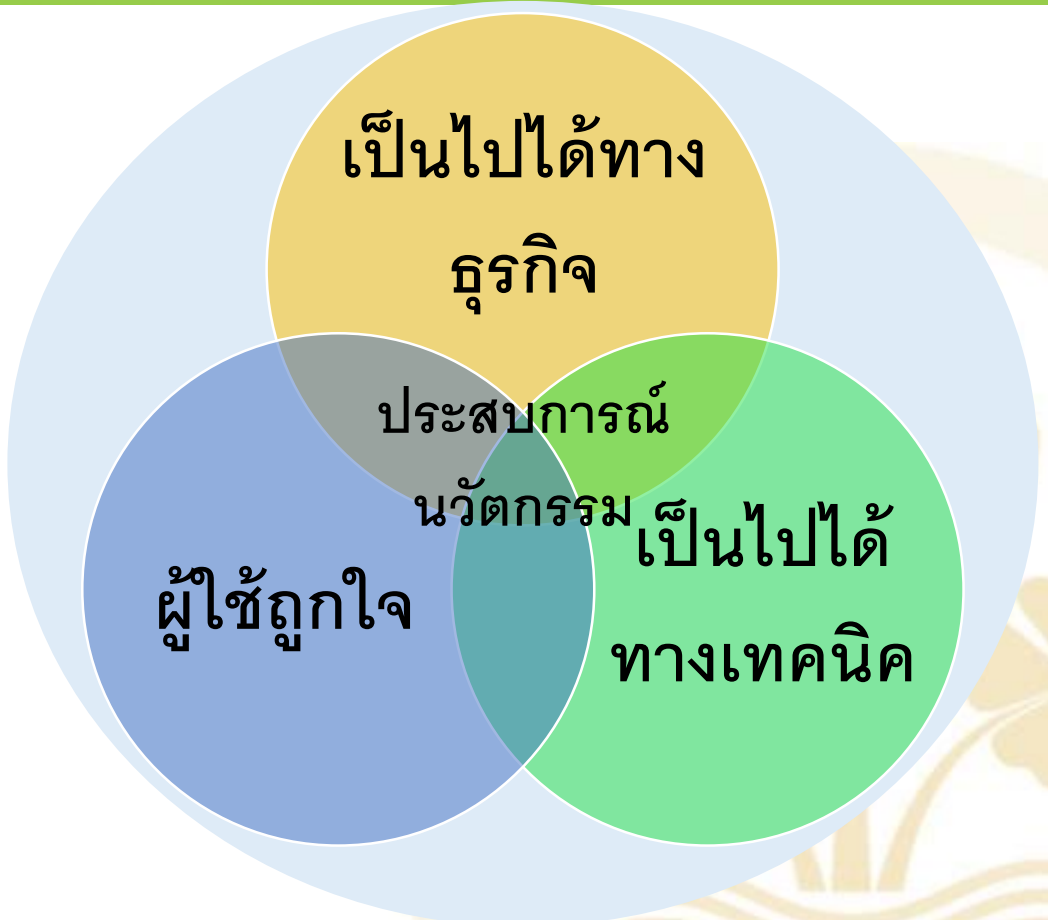 เป็นไปได้ทาง
ธุรกิจ
ประสบการณ์
นวัตกรรม
ผู้ใช้ถูกใจ
เป็นไปได้
ทางเทคนิค